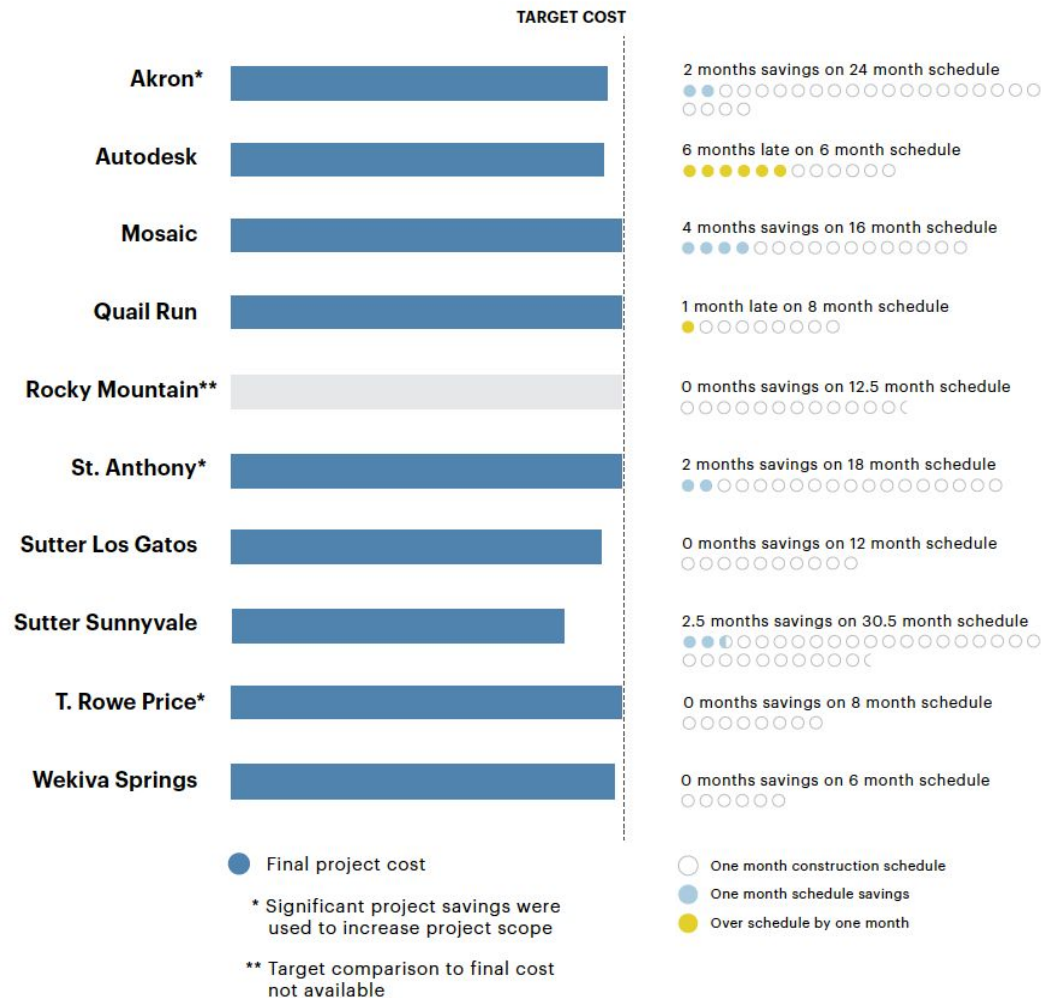 TARGET COST
Akron*
2 months savings on 24 month schedule
Autodesk
6 months late on 6 month schedule
Mosaic
4 months savings on 16 month schedule
Quail Run
1 month late on 8 month schedule
Rocky Mountain**
0 months savings on 12.5 month schedule
St. Anthony*
2 months savings on 18 month schedule
Sutter Los Gatos
0 months savings on 12 month schedule
Sutter Sunnyvale
2.5 months savings on 30.5 month schedule
T. Rowe Price*
0 months savings on 8 month schedule
Wekiva Springs
0 months savings on 6 month schedule
Final project cost
* Significant project savings were
used to increase project scope
** Target comparison to final cost
not available
One month construction schedule
One month schedule savings
Over schedule by one month